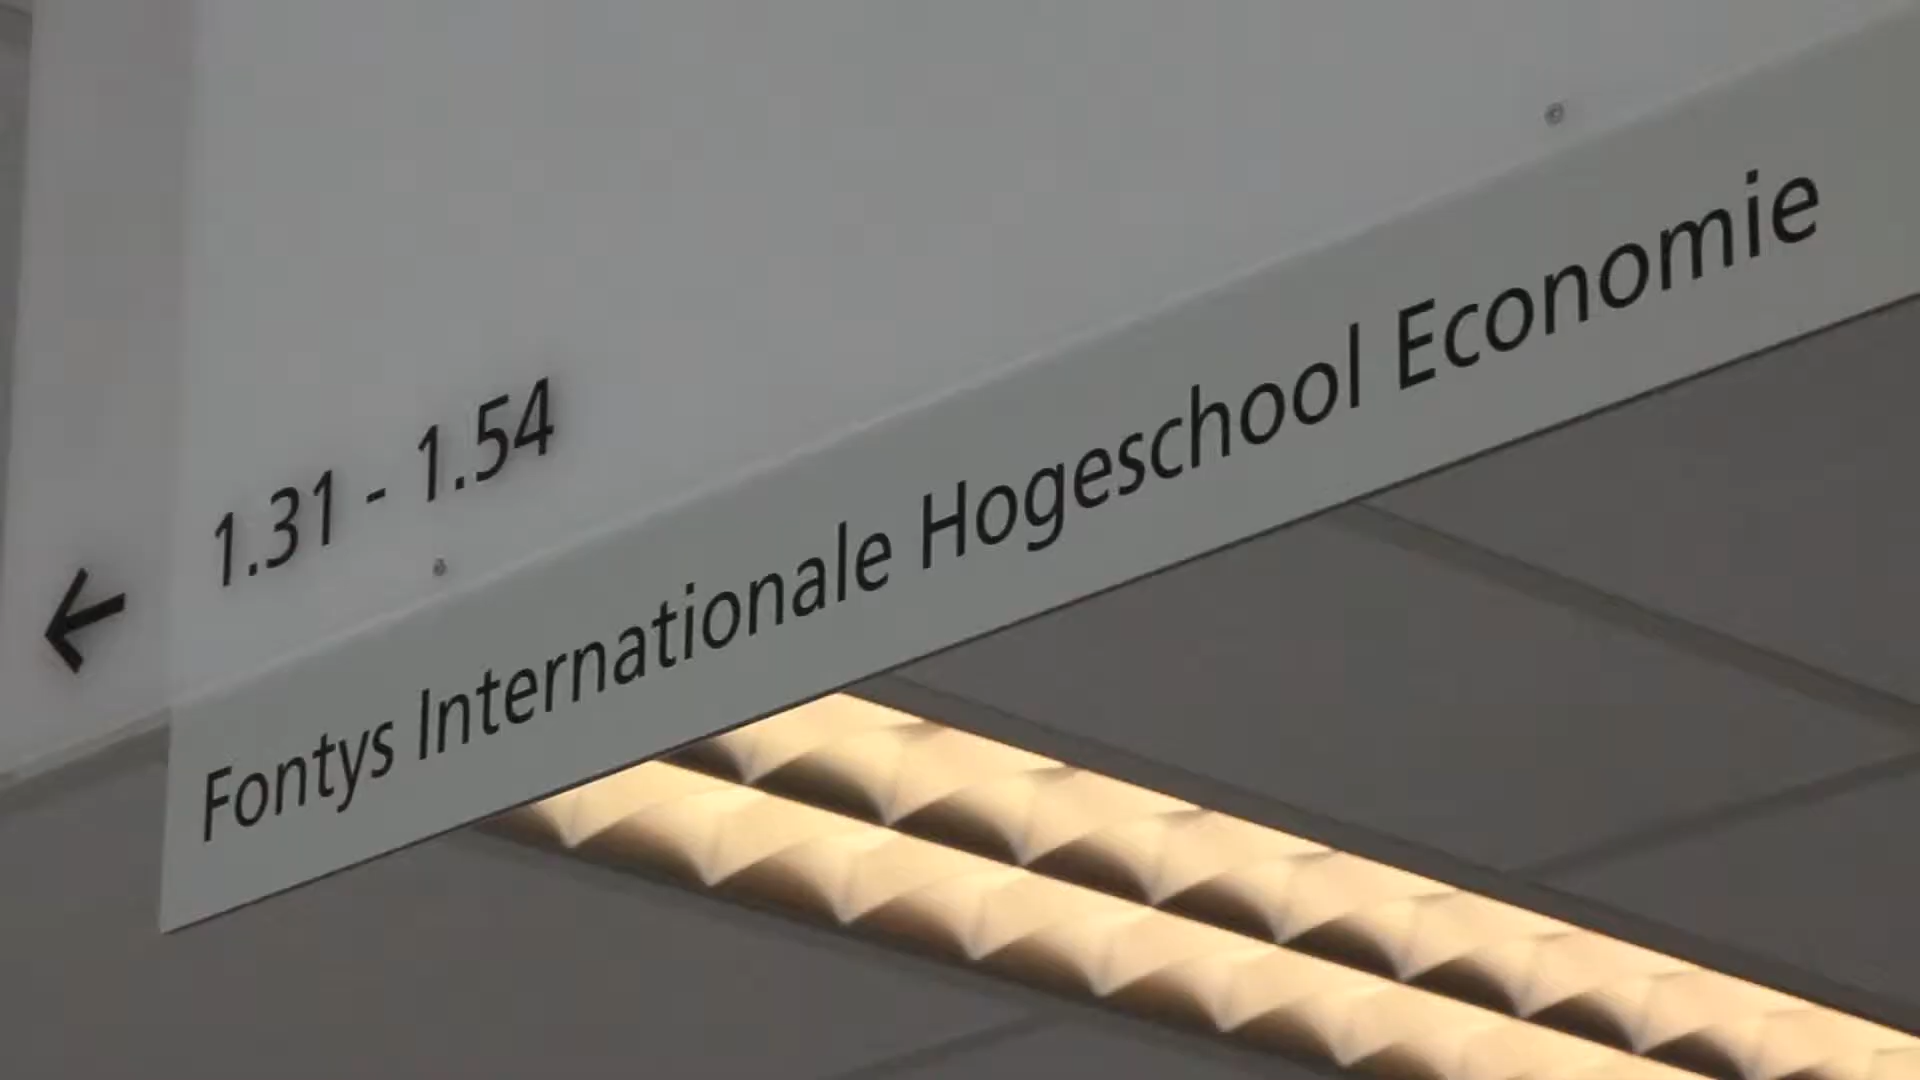 ← 1.31 - 1.54
Fontys Internationale Hogeschool Economie